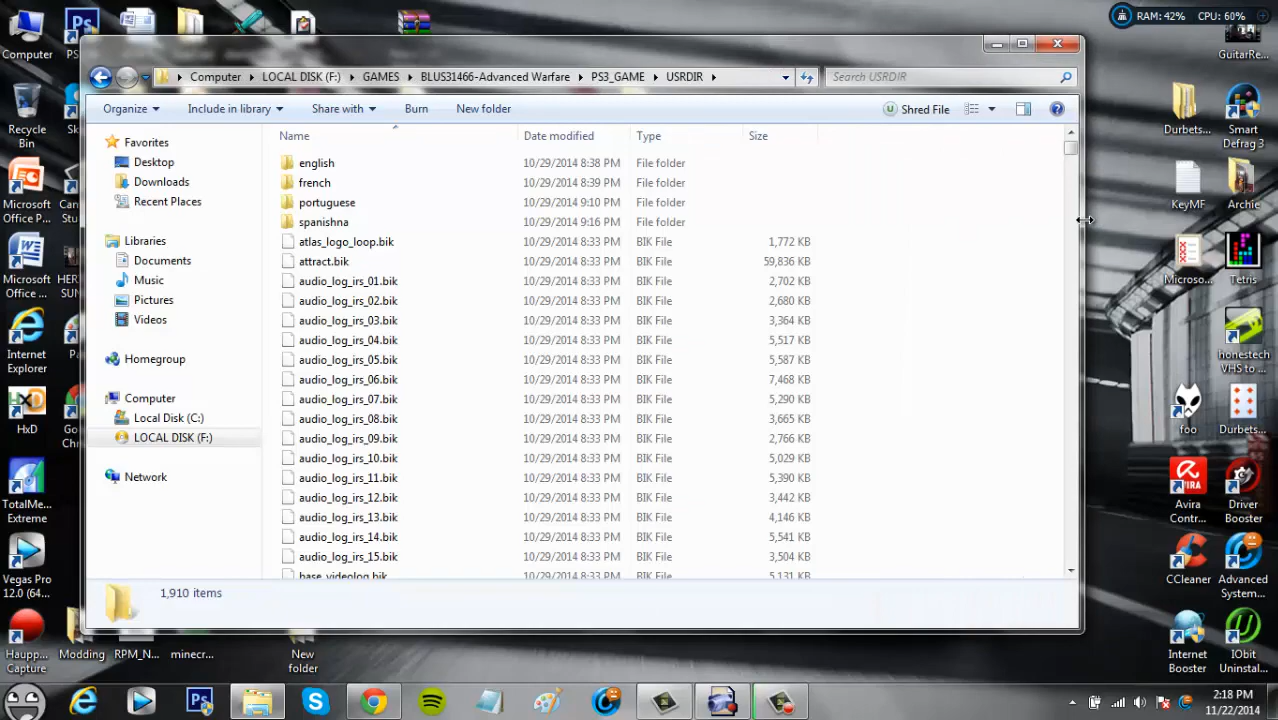 RAM: 42% CPU: 60%
Computer
GuitarRe...
Computer
LOCAL DISK (F:)
GAMES
BLUS31466-Advanced Warfare
PS3_GAME
USRDIR
Search USRDIR
Organize
Include in library
Share with
Burn
New folder
Shred File
Recycle
Bin
Durbets...
Smart
Defrag 3
Favorites
Desktop
Downloads
Recent Places
Libraries
Documents
Music
Pictures
Videos
Homegroup
Computer
Local Disk (C:)
LOCAL DISK (F:)
Network
Name Date modified Type Size
english 10/29/2014 8:38 PM File folder
french 10/29/2014 8:39 PM File folder
portuguese 10/29/2014 9:10 PM File folder
spanishna 10/29/2014 9:16 PM File folder
atlas_logo_loop.bik 10/29/2014 8:33 PM BIK File 1,772 KB
attract.bik 10/29/2014 8:33 PM BIK File 59,836 KB
audio_log_irs_01.bik 10/29/2014 8:33 PM BIK File 2,702 KB
audio_log_irs_02.bik 10/29/2014 8:33 PM BIK File 2,680 KB
audio_log_irs_03.bik 10/29/2014 8:33 PM BIK File 3,364 KB
audio_log_irs_04.bik 10/29/2014 8:33 PM BIK File 5,517 KB
audio_log_irs_05.bik 10/29/2014 8:33 PM BIK File 5,587 KB
audio_log_irs_06.bik 10/29/2014 8:33 PM BIK File 7,468 KB
audio_log_irs_07.bik 10/29/2014 8:33 PM BIK File 5,290 KB
audio_log_irs_08.bik 10/29/2014 8:33 PM BIK File 3,665 KB
audio_log_irs_09.bik 10/29/2014 8:33 PM BIK File 2,766 KB
audio_log_irs_10.bik 10/29/2014 8:33 PM BIK File 5,029 KB
audio_log_irs_11.bik 10/29/2014 8:33 PM BIK File 5,390 KB
audio_log_irs_12.bik 10/29/2014 8:33 PM BIK File 3,442 KB
audio_log_irs_13.bik 10/29/2014 8:33 PM BIK File 4,146 KB
audio_log_irs_14.bik 10/29/2014 8:33 PM BIK File 5,541 KB
audio_log_irs_15.bik 10/29/2014 8:33 PM BIK File 3,504 KB
base_videolog.bik 10/29/2014 8:33 PM BIK File 5,131 KB
1,910 items
Microsoft
Office P...
Microsoft
Office ...
Internet
Explorer
HxD
TotalMe...
Extreme
Vegas Pro
12.0 (64...
Haupp...
Capture
Modding
RPM_N...
minecr...
New
folder
KeyMF
Archie
Microso...
Tetris
honestech
VHS to ...
foo
Durbets...
Avira
Contr...
Driver
Booster
CCleaner
Advanced
System...
Internet
Booster
IObit
Uninstal...
2:18 PM
11/22/2014